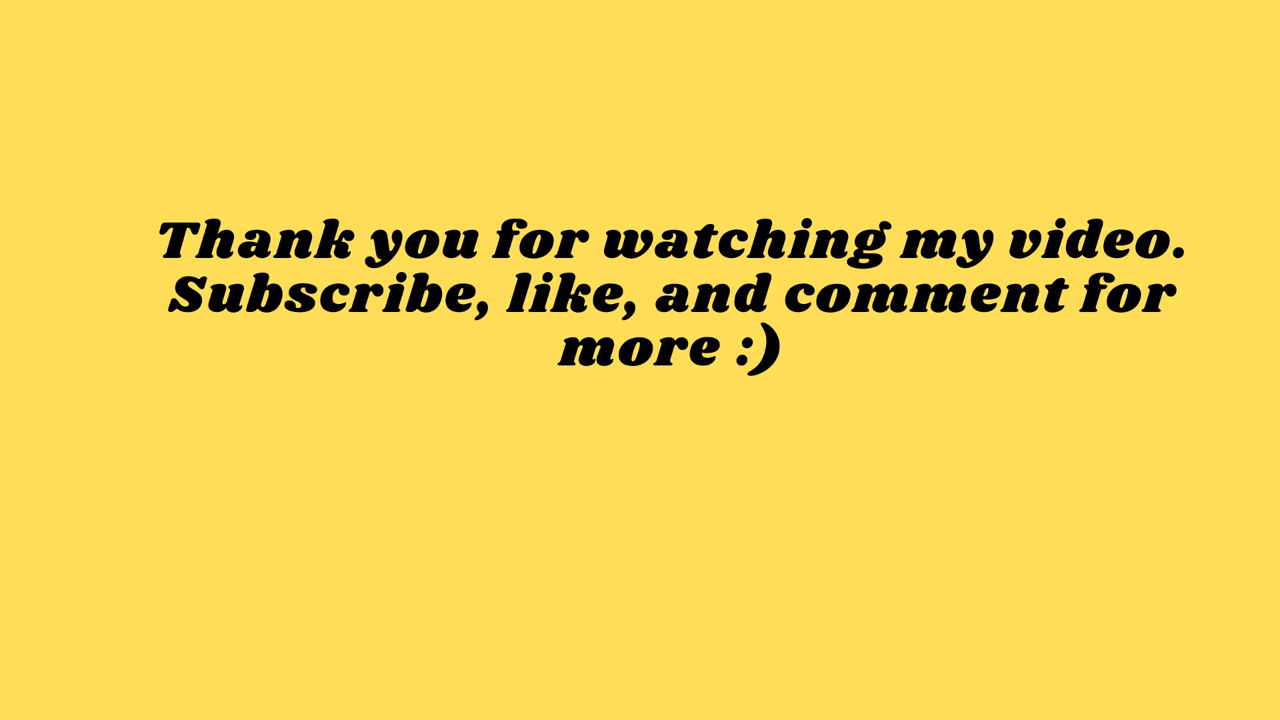 Thank you for watching my video.
Subscribe, like, and comment for
more :)